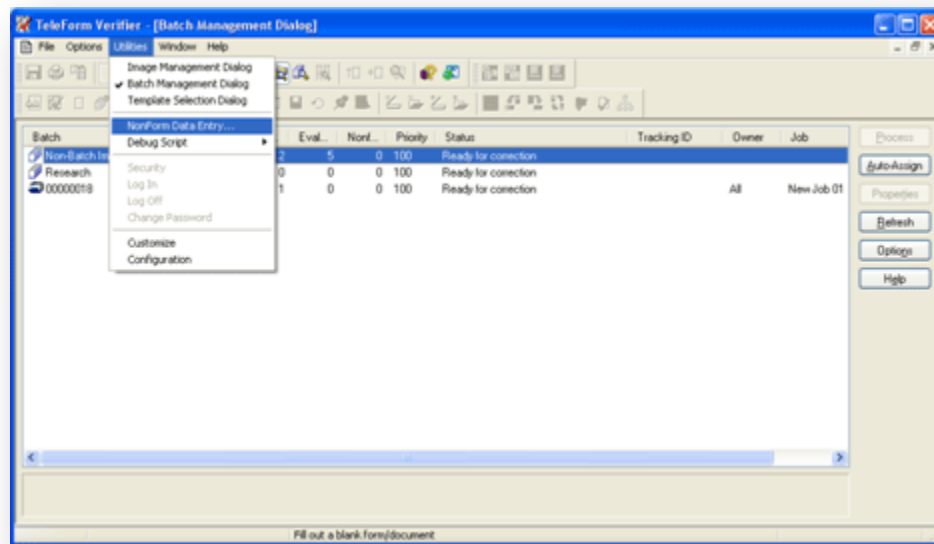 TeleForm Verifier - [Batch Management Dialog]
File Options Utilities Window Help
Image Management Dialog
Batch Management Dialog
Template Selection Dialog
NonForm Data Entry...
Debug Script
Security
Log In
Log Off
Change Password
Customize
Configuration
Batch Eval... Nonf... Priority Status Tracking ID Owner Job
Non-Batch Im 2 5 0 100 Ready for correction
Research 0 0 0 100 Ready for correction
00000018 1 0 0 100 Ready for correction All New Job 01
Process
Auto-Assign
Properties
Refresh
Options
Help
Fill out a blank form/document